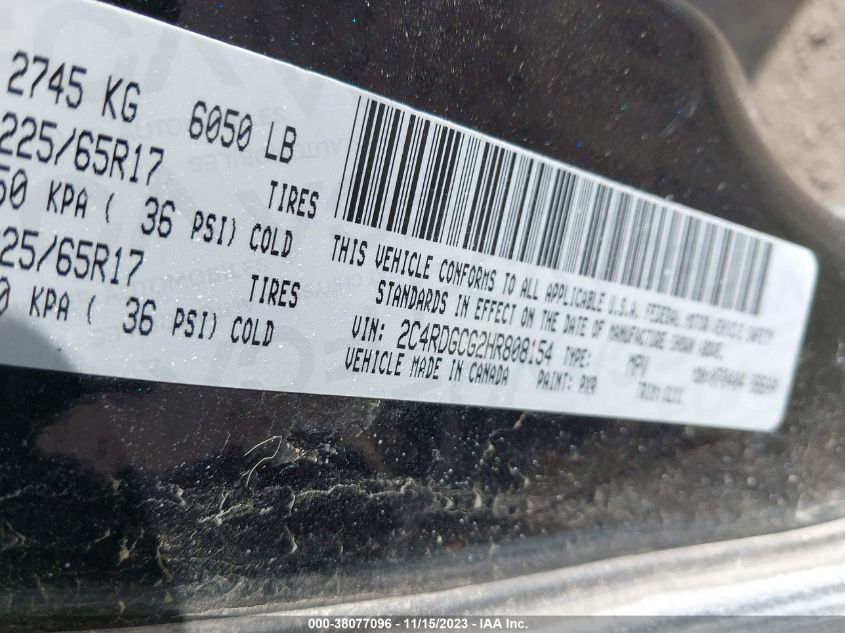 2745 KG 6050 LB
225/65R17 TIRES
50 KPA ( 36 PSI) COLD
225/65R17 TIRES
0 KPA ( 36 PSI) COLD
THIS VEHICLE CONFORMS TO ALL APPLICABLE U.S.A. FEDERAL MOTOR VEHICLE SAFETY
STANDARDS IN EFFECT ON THE DATE OF MANUFACTURE SHOWN ABOVE.
VIN: 2C4RDGCG2HR808154 TYPE: MPV
VEHICLE MADE IN CANADA PAINT: PXR TRIM:
000-38077096 - 11/15/2023 - IAA Inc.